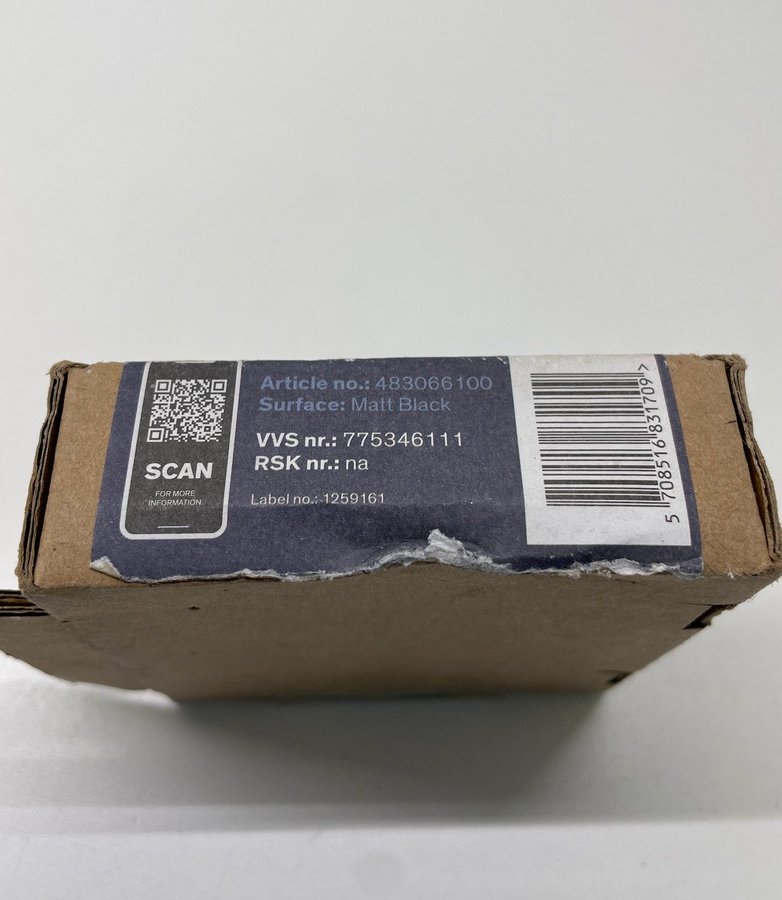 SCAN
FOR MORE
INFORMATION
Article no.: 483066100
Surface: Matt Black
VVS nr.: 775346111
RSK nr.: na
Label no.: 1259161
5 708516 831709 >